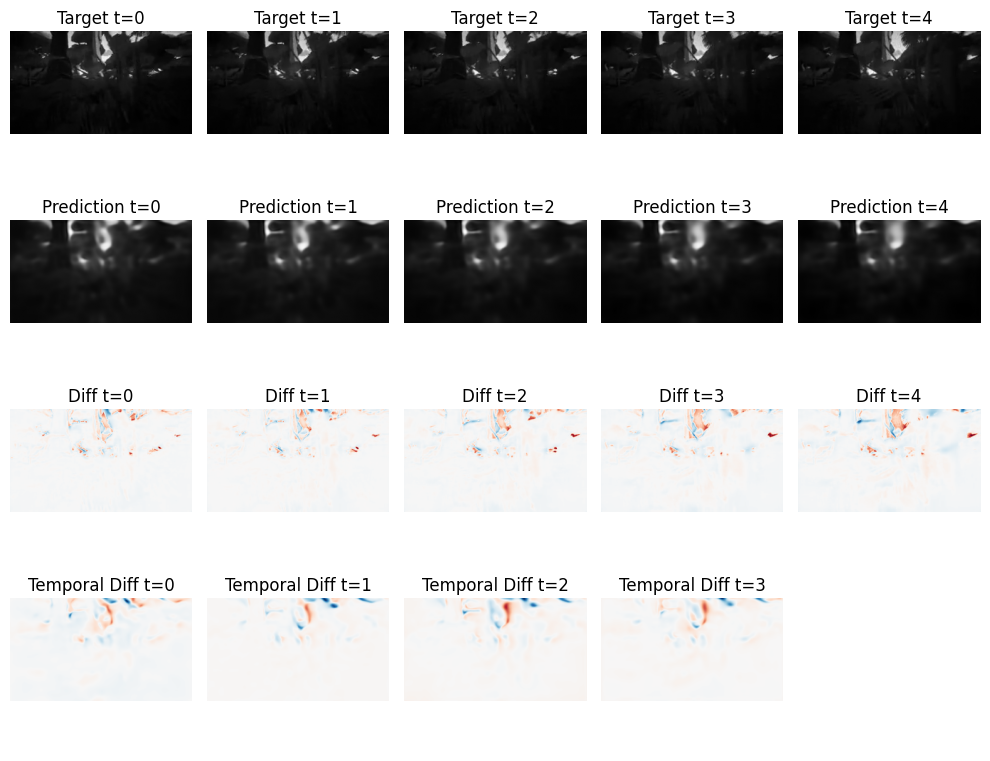 Target t=0 Target t=1 Target t=2 Target t=3 Target t=4
Prediction t=0 Prediction t=1 Prediction t=2 Prediction t=3 Prediction t=4
Diff t=0 Diff t=1 Diff t=2 Diff t=3 Diff t=4
Temporal Diff t=0 Temporal Diff t=1 Temporal Diff t=2 Temporal Diff t=3